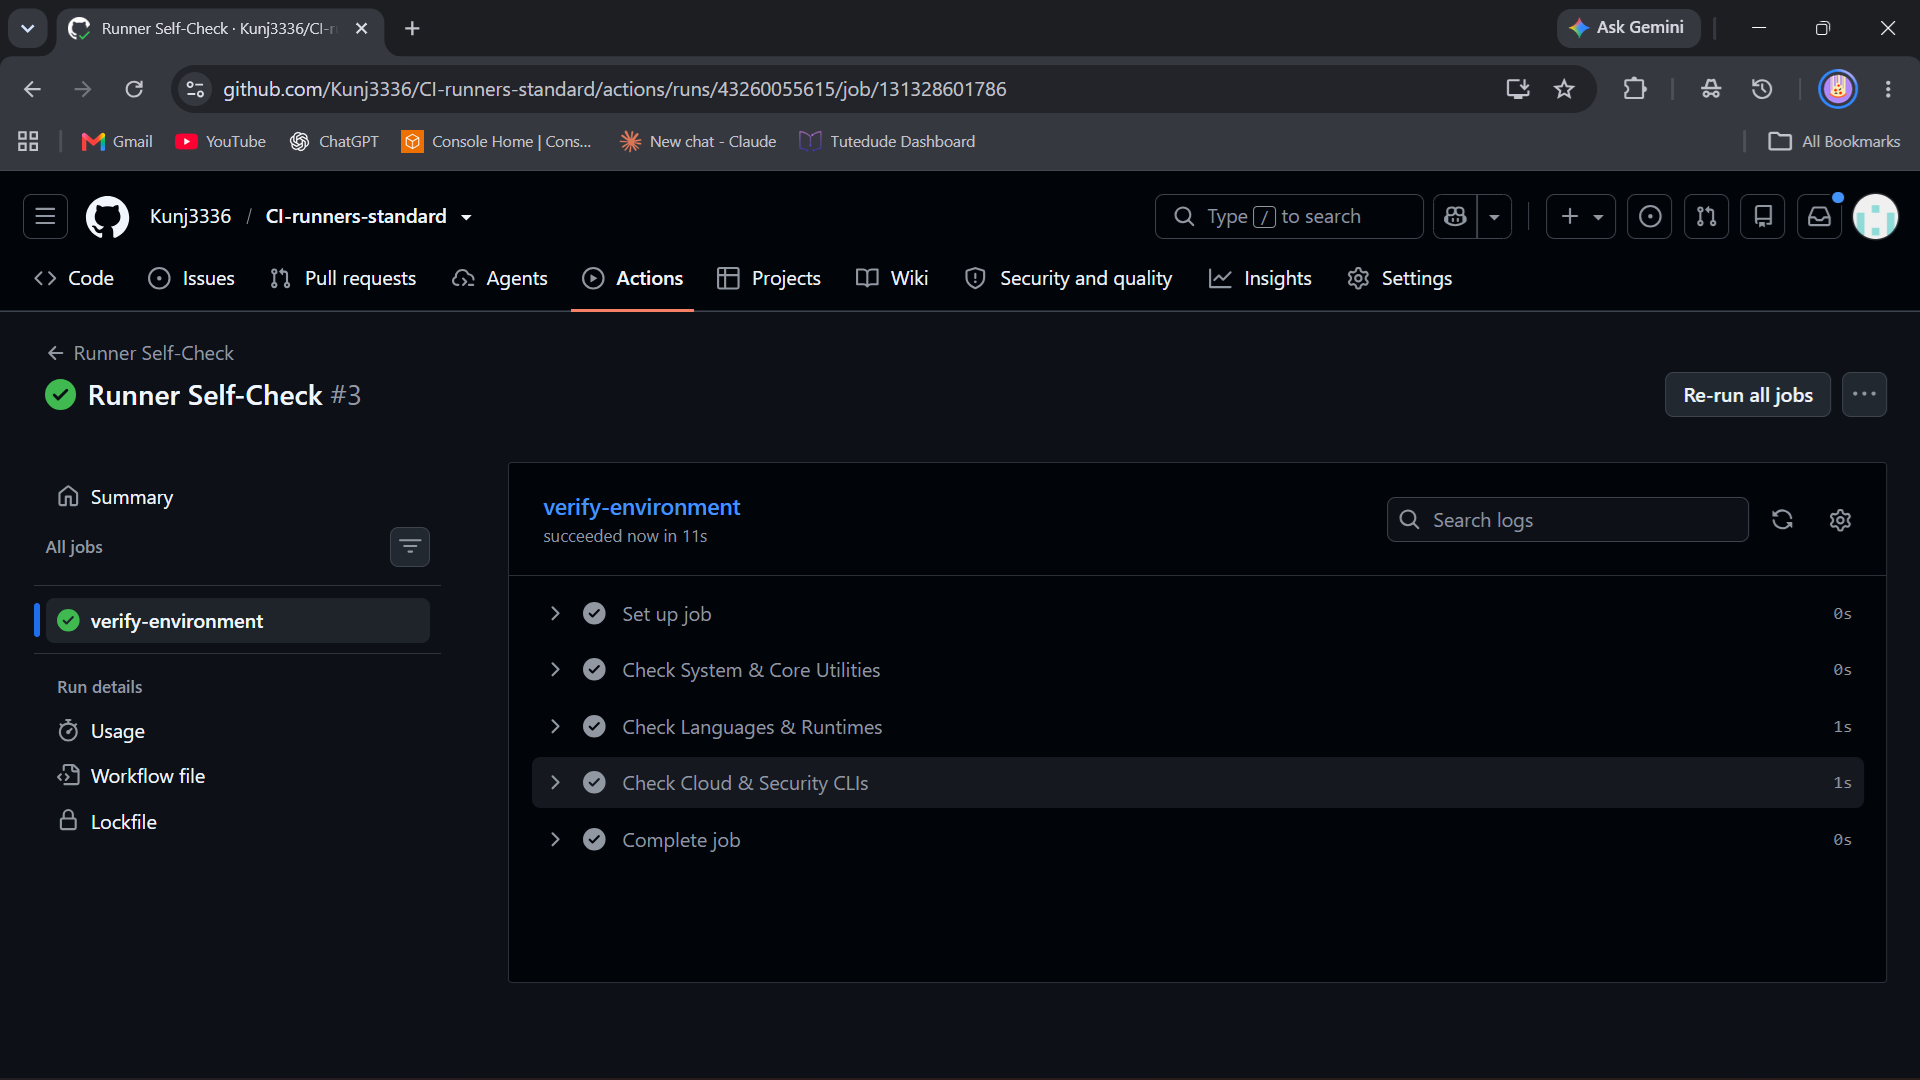 Runner Self-Check · Kunj3336/CI-r
Ask Gemini
github.com/Kunj3336/CI-runners-standard/actions/runs/43260055615/job/131328601786
Gmail
YouTube
ChatGPT
Console Home | Cons...
New chat - Claude
Tutedude Dashboard
All Bookmarks
Kunj3336 / CI-runners-standard
Type / to search
Code
Issues
Pull requests
Agents
Actions
Projects
Wiki
Security and quality
Insights
Settings
Runner Self-Check
Runner Self-Check #3
Re-run all jobs
Summary
All jobs
verify-environment
Run details
Usage
Workflow file
Lockfile
verify-environment
succeeded now in 11s
Search logs
Set up job 0s
Check System & Core Utilities 0s
Check Languages & Runtimes 1s
Check Cloud & Security CLIs 1s
Complete job 0s